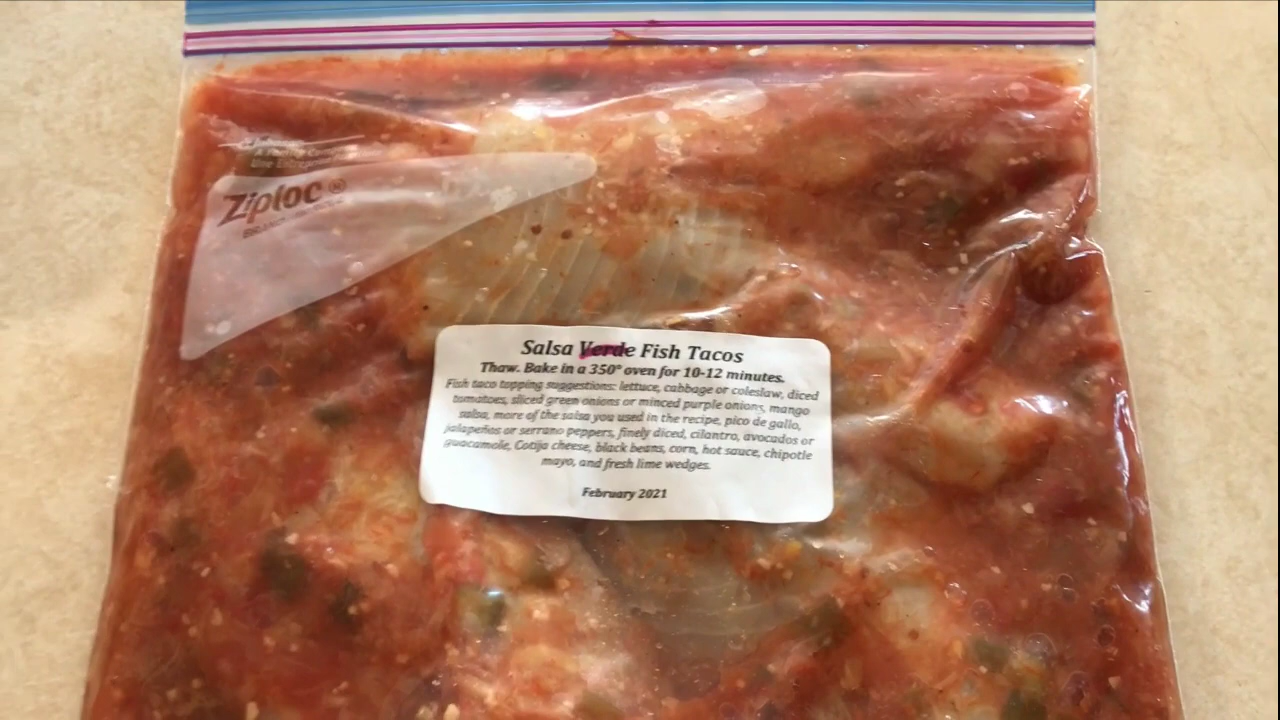 Ziploc®
Salsa Verde Fish Tacos
Thaw. Bake in a 350° oven for 10-12 minutes.
Fish taco topping suggestions: lettuce, cabbage or coleslaw, diced
tomatoes, sliced green onions or minced purple onions, mango
salsa, more of the salsa you used in the recipe, pico de gallo,
jalapeños or serrano peppers, finely diced, cilantro, avocados or
guacamole, Cotija cheese, black beans, corn, hot sauce, chipotle
mayo, and fresh lime wedges.
February 2021